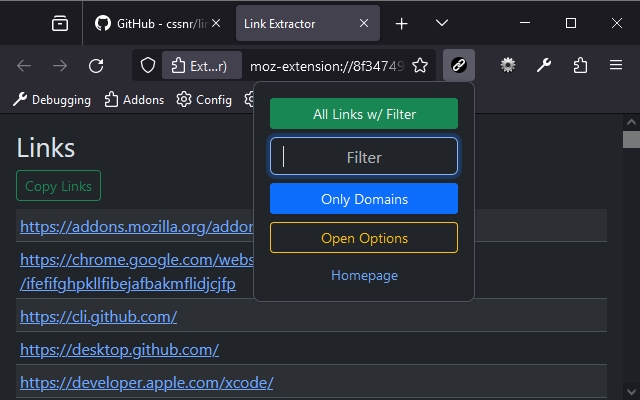 GitHub - cssnr/lin
Link Extractor
Ext...r)
moz-extension://8f34749
Debugging
Addons
Config
All Links w/ Filter
Filter
Only Domains
Open Options
Homepage
Links
Copy Links
https://addons.mozilla.org/addon
https://chrome.google.com/webs
/ifefifghpkllfibejafbakmflidjcjfp
https://cli.github.com/
https://desktop.github.com/
https://developer.apple.com/xcode/